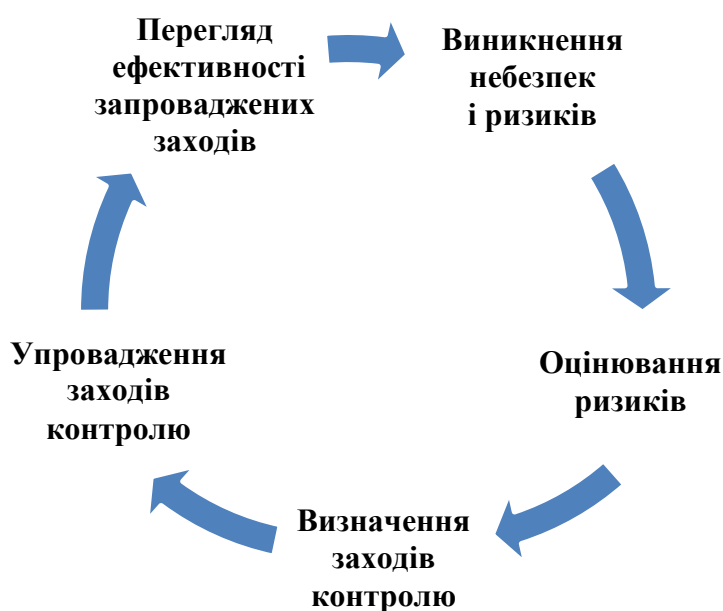 Перегляд
ефективності
запроваджених
заходів
Виникнення
небезпек
і ризиків
Оцінювання
ризиків
Визначення
заходів
контролю
Упровадження
заходів
контролю